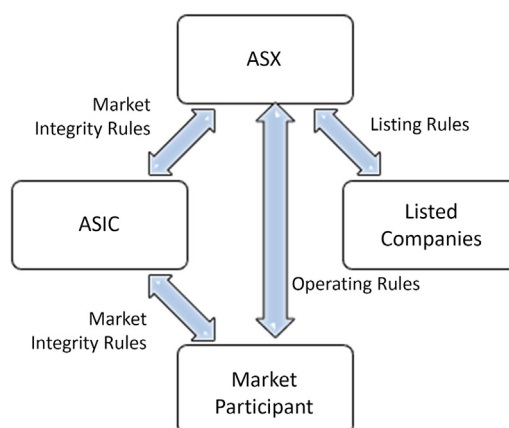 ASX
Market
Integrity Rules
Listing Rules
ASIC
Listed
Companies
Operating Rules
Market
Integrity Rules
Market
Participant